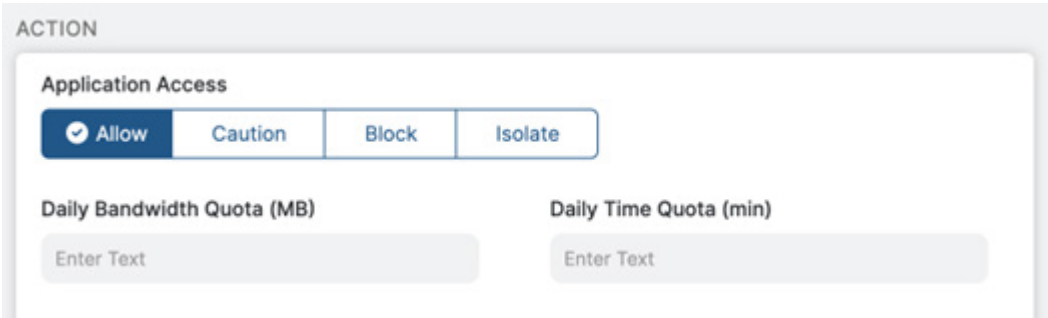 ACTION
Application Access
Allow Caution Block Isolate
Daily Bandwidth Quota (MB) Daily Time Quota (min)
Enter Text Enter Text